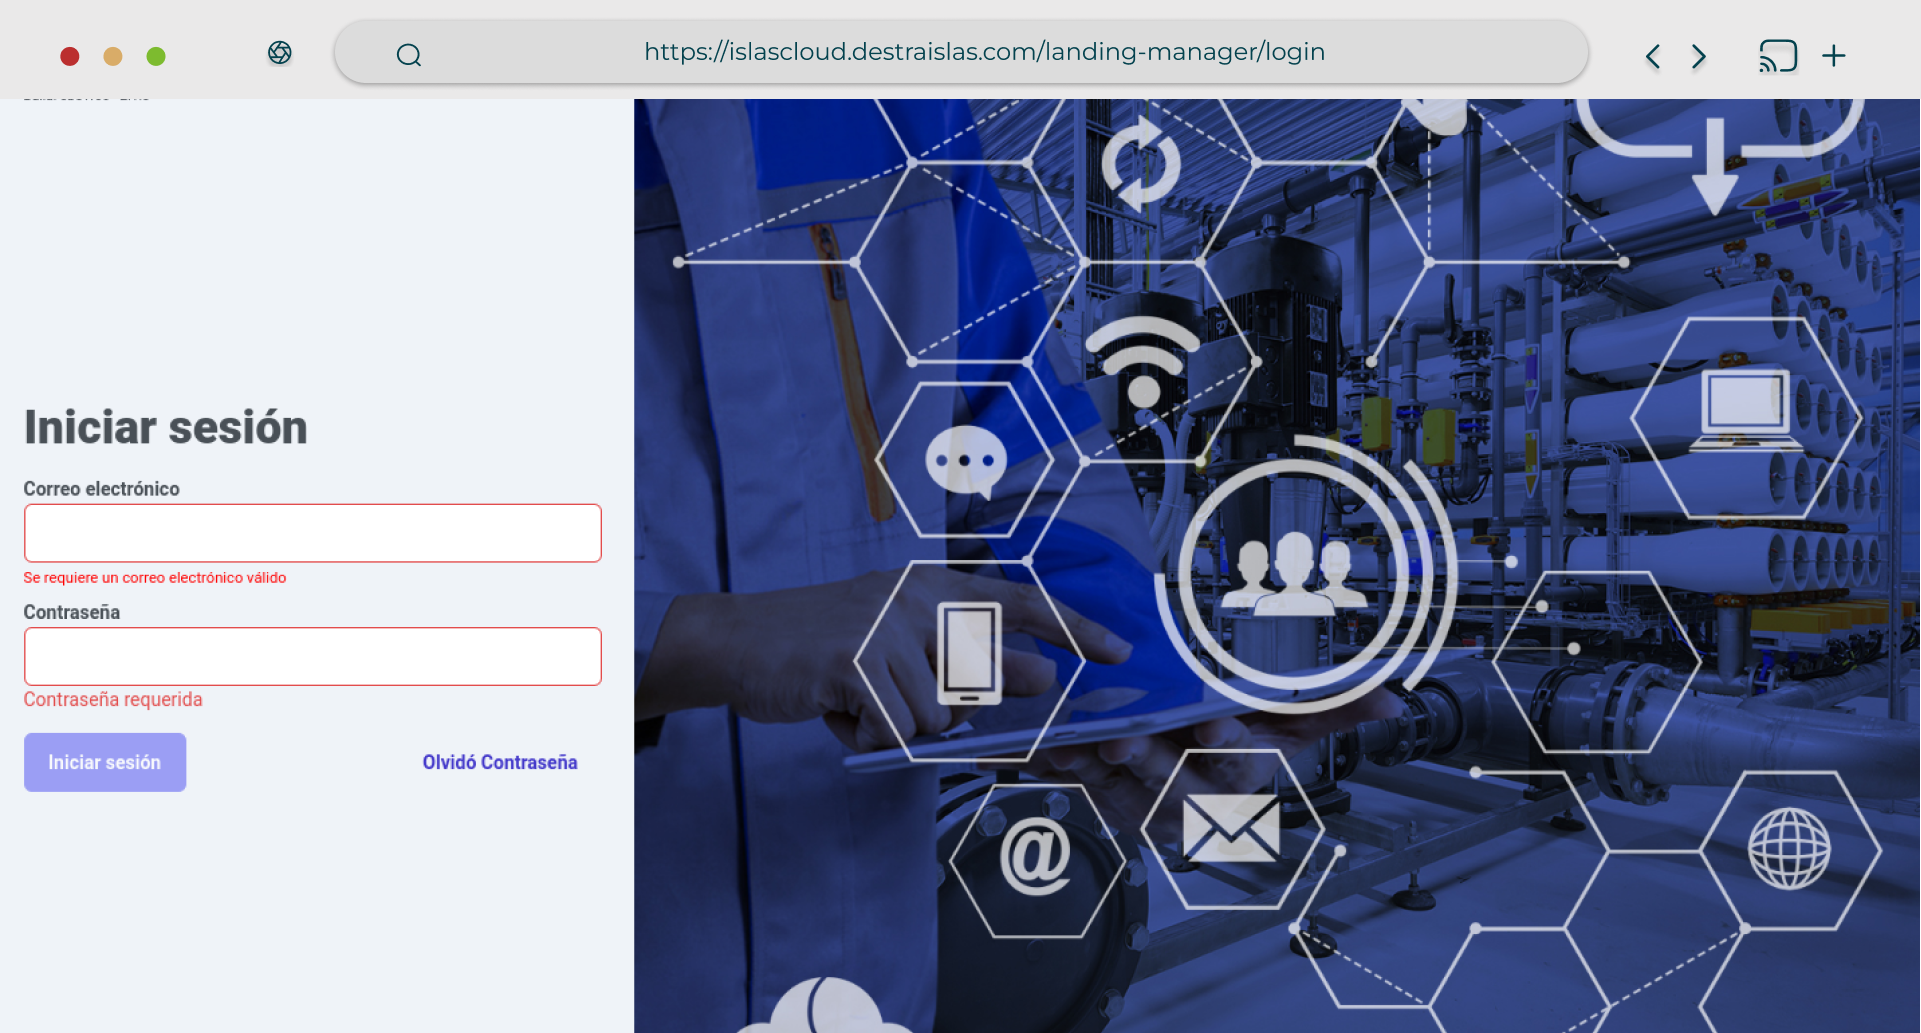 https://islascloud.destraislas.com/landing-manager/login
Iniciar sesión
Correo electrónico
Se requiere un correo electrónico válido
Contraseña
Contraseña requerida
Iniciar sesión
Olvidó Contraseña
@